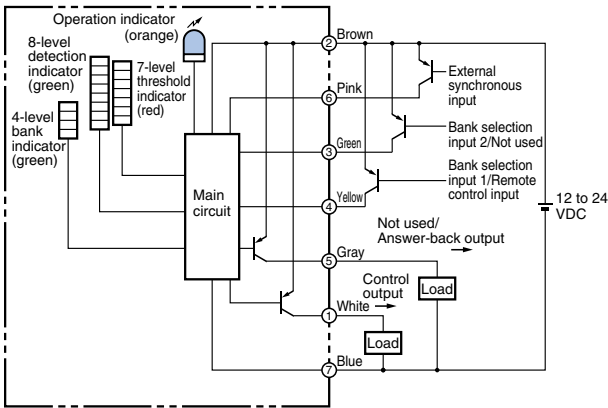 Operation indicator
(orange)
8-level
detection
indicator
(green)
7-level
threshold
indicator
(red)
4-level
bank
indicator
(green)
Main
circuit
2 Brown
6 Pink
3 Green
4 Yellow
5 Gray
1 White
7 Blue
External
synchronous
input
Bank selection
input 2/Not used
Bank selection
input 1/Remote
control input
12 to 24
VDC
Not used/
Answer-back output
Load
Control
output
Load